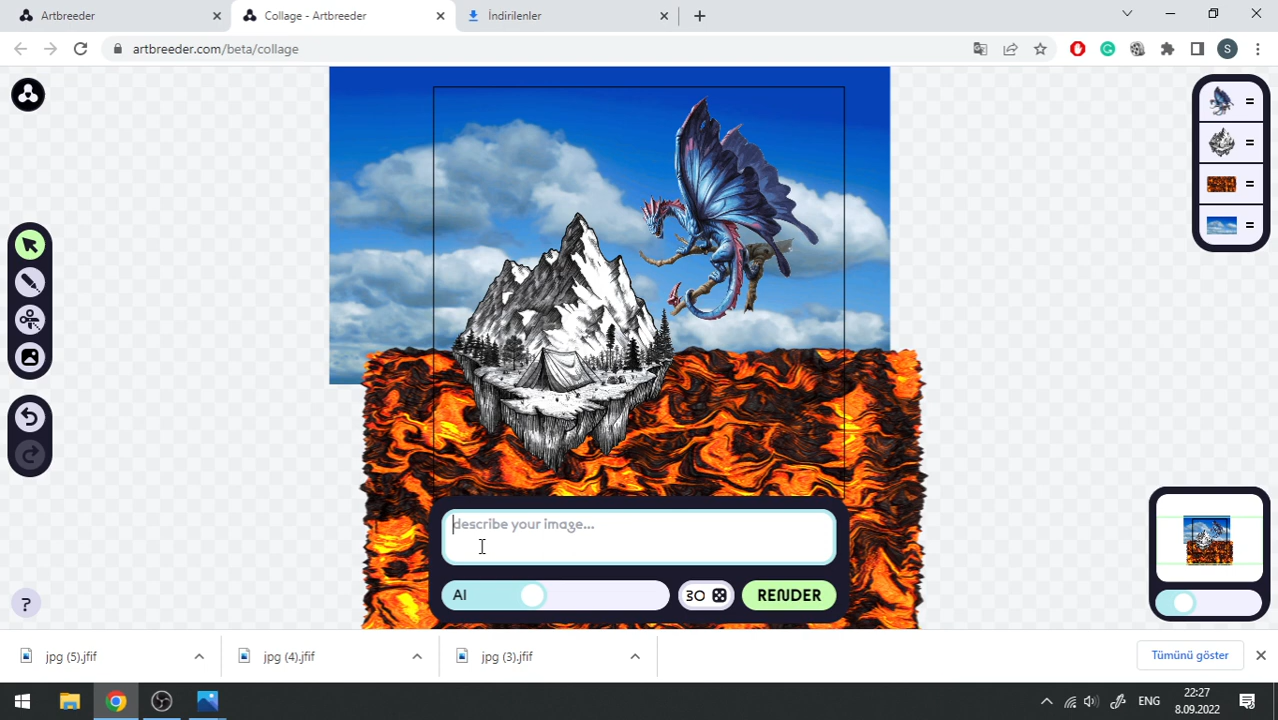 Artbreeder
Collage - Artbreeder
İndirilenler
artbreeder.com/beta/collage
S
describe your image...
AI
30
RENDER
?
jpg (5).jfif
jpg (4).jfif
jpg (3).jfif
Tümünü göster
ENG
22:27
8.09.2022